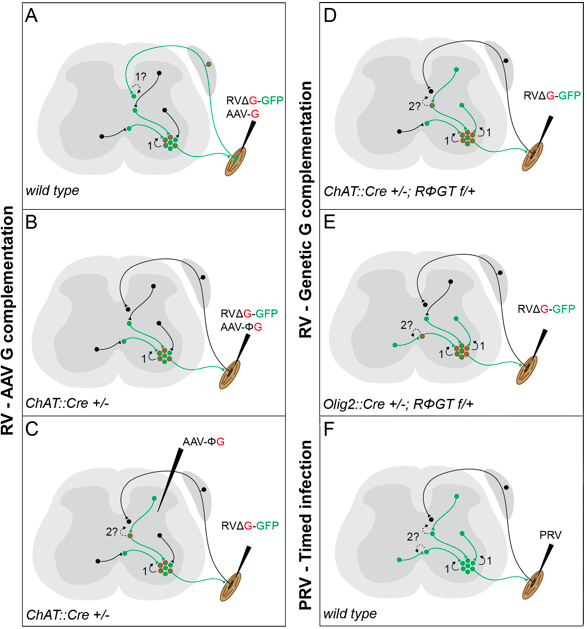 RV - AAV G complementation
A
1?
RVΔG-GFP
AAV-G
1
wild type
B
RVΔG-GFP
AAV-ΦG
1
ChAT::Cre +/-
C
AAV-ΦG
2?
RVΔG-GFP
1
ChAT::Cre +/-
RV - Genetic G complementation
D
RVΔG-GFP
2?
1
1
ChAT::Cre +/-; RΦGT f/+
E
RVΔG-GFP
2?
1
1
Olig2::Cre +/-; RΦGT f/+
PRV - Timed infection
F
2?
2?
PRV
1
1
wild type